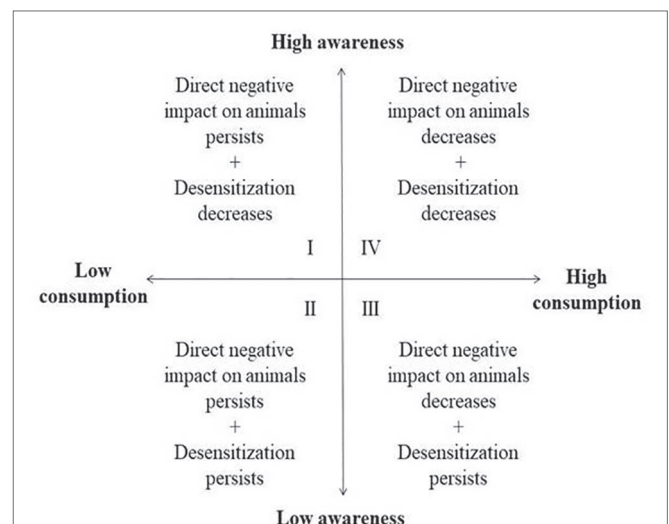 High awareness
Direct negative
impact on animals
persists
+
Desensitization
decreases
Direct negative
impact on animals
decreases
+
Desensitization
decreases
I
IV
Low
consumption
High
consumption
II
III
Direct negative
impact on animals
persists
+
Desensitization
persists
Direct negative
impact on animals
decreases
+
Desensitization
persists
Low awareness